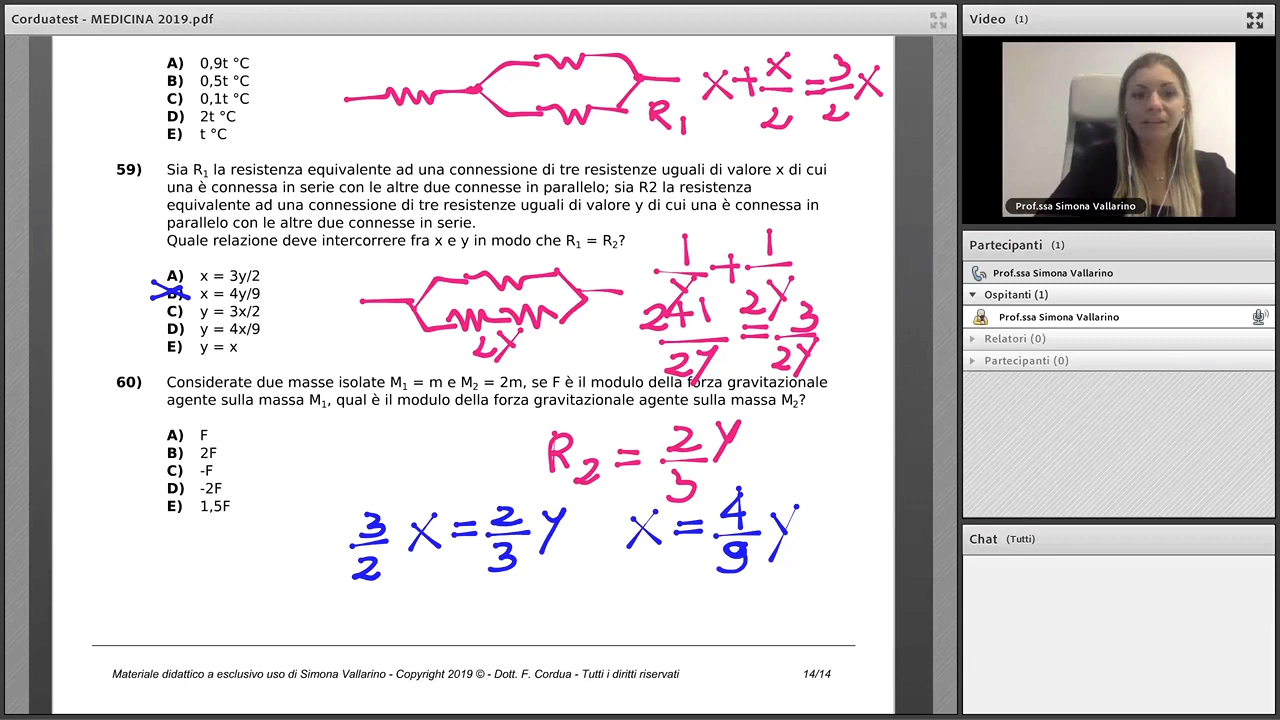 Corduatest - MEDICINA 2019.pdf
A) 0,9t °C
B) 0,5t °C
C) 0,1t °C
D) 2t °C
E) t °C
R₁
x + x/2 = 3/2 x
59) Sia R₁ la resistenza equivalente ad una connessione di tre resistenze uguali di valore x di cui
una è connessa in serie con le altre due connesse in parallelo; sia R2 la resistenza
equivalente ad una connessione di tre resistenze uguali di valore y di cui una è connessa in
parallelo con le altre due connesse in serie.
Quale relazione deve intercorrere fra x e y in modo che R₁ = R₂?
A) x = 3y/2
B) x = 4y/9
C) y = 3x/2
D) y = 4x/9
E) y = x
2y
1/y + 1/2y
2+1/2y = 3/2y
60) Considerate due masse isolate M₁ = m e M₂ = 2m, se F è il modulo della forza gravitazionale
agente sulla massa M₁, qual è il modulo della forza gravitazionale agente sulla massa M₂?
A) F
B) 2F
C) -F
D) -2F
E) 1,5F
R₂ = 2/3 y
3/2 x = 2/3 y
x = 4/9 y
Materiale didattico a esclusivo uso di Simona Vallarino - Copyright 2019 © - Dott. F. Cordua - Tutti i diritti riservati
14/14
Video (1)
Prof.ssa Simona Vallarino
Partecipanti (1)
Prof.ssa Simona Vallarino
Ospitanti (1)
Prof.ssa Simona Vallarino
Relatori (0)
Partecipanti (0)
Chat (Tutti)